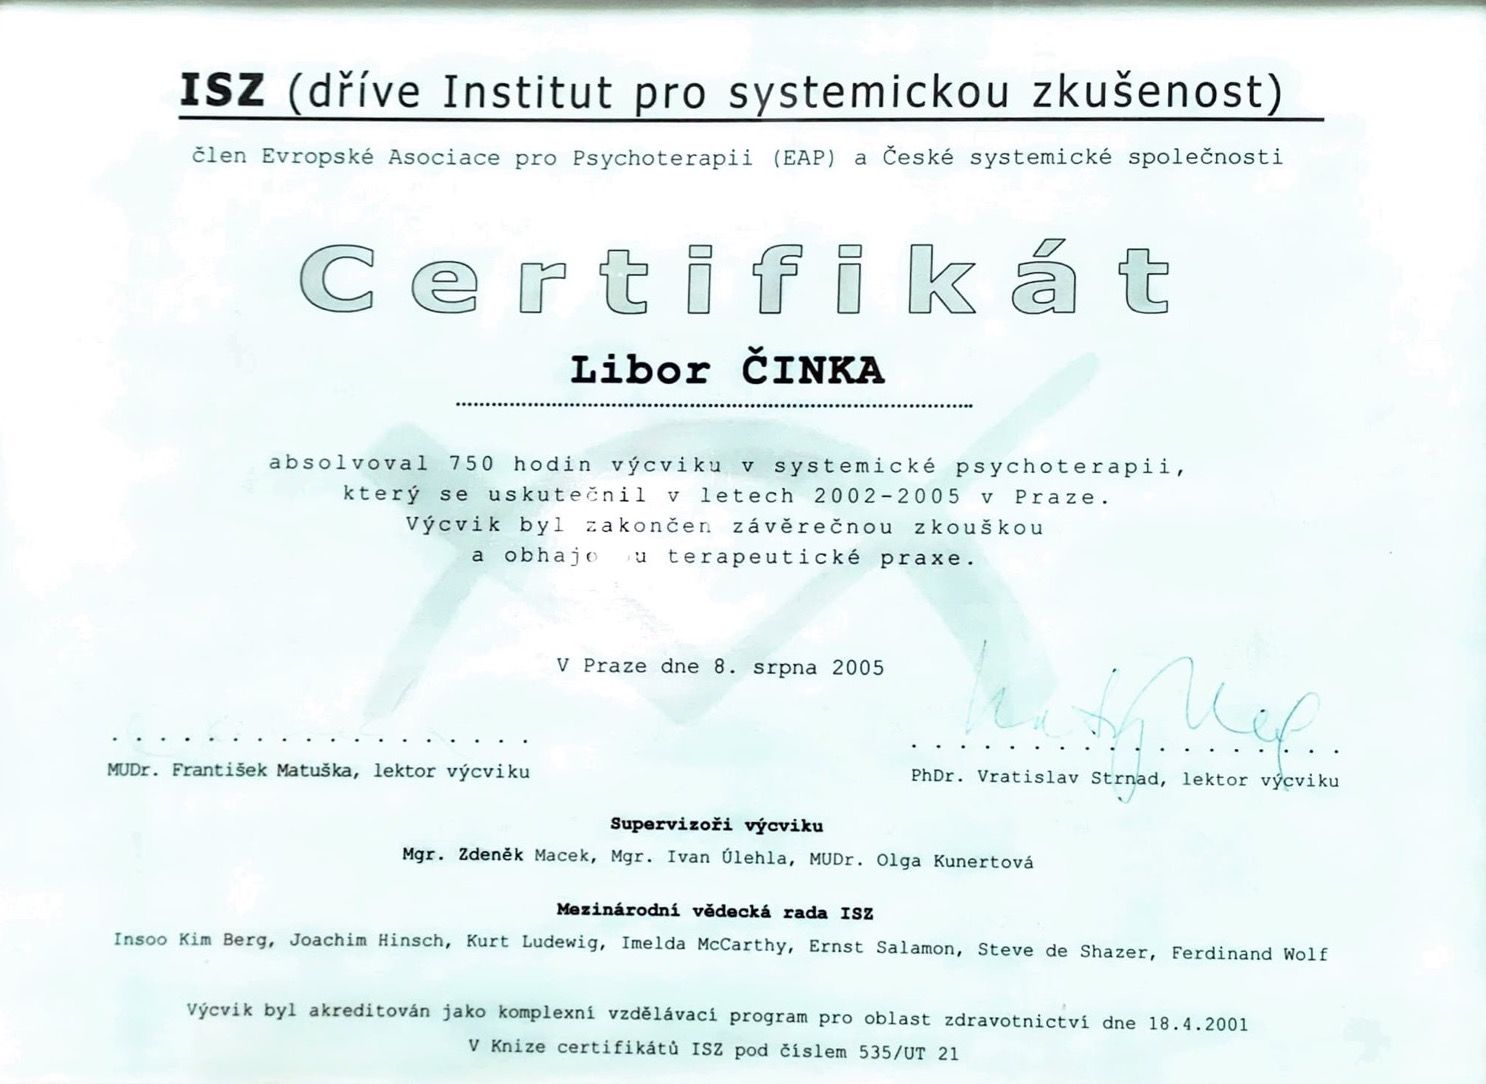 ISZ (dříve Institut pro systemickou zkušenost)
člen Evropské Asociace pro Psychoterapii (EAP) a České systemické společnosti
Certifikát
Libor ČINKA
absolvoval 750 hodin výcviku v systemické psychoterapii,
který se uskutečnil v letech 2002-2005 v Praze.
Výcvik byl zakončen závěrečnou zkouškou
a terapeutické praxe.
V Praze dne 8. srpna 2005
MUDr. František Matuška, lektor výcviku
PhDr. Vratislav Strnad, lektor výcviku
Supervizoři výcviku
Mgr. Zdeněk Macek, Mgr. Ivan Úlehla, MUDr. Olga Kunertová
Mezinárodní vědecká rada ISZ
Insoo Kim Berg, Joachim Hinsch, Kurt Ludewig, Imelda McCarthy, Ernst Salamon, Steve de Shazer, Ferdinand Wolf
Výcvik byl akreditován jako komplexní vzdělávací program pro oblast zdravotnictví dne 18.4.2001
V Knize certifikátů ISZ pod číslem 535/UT 21